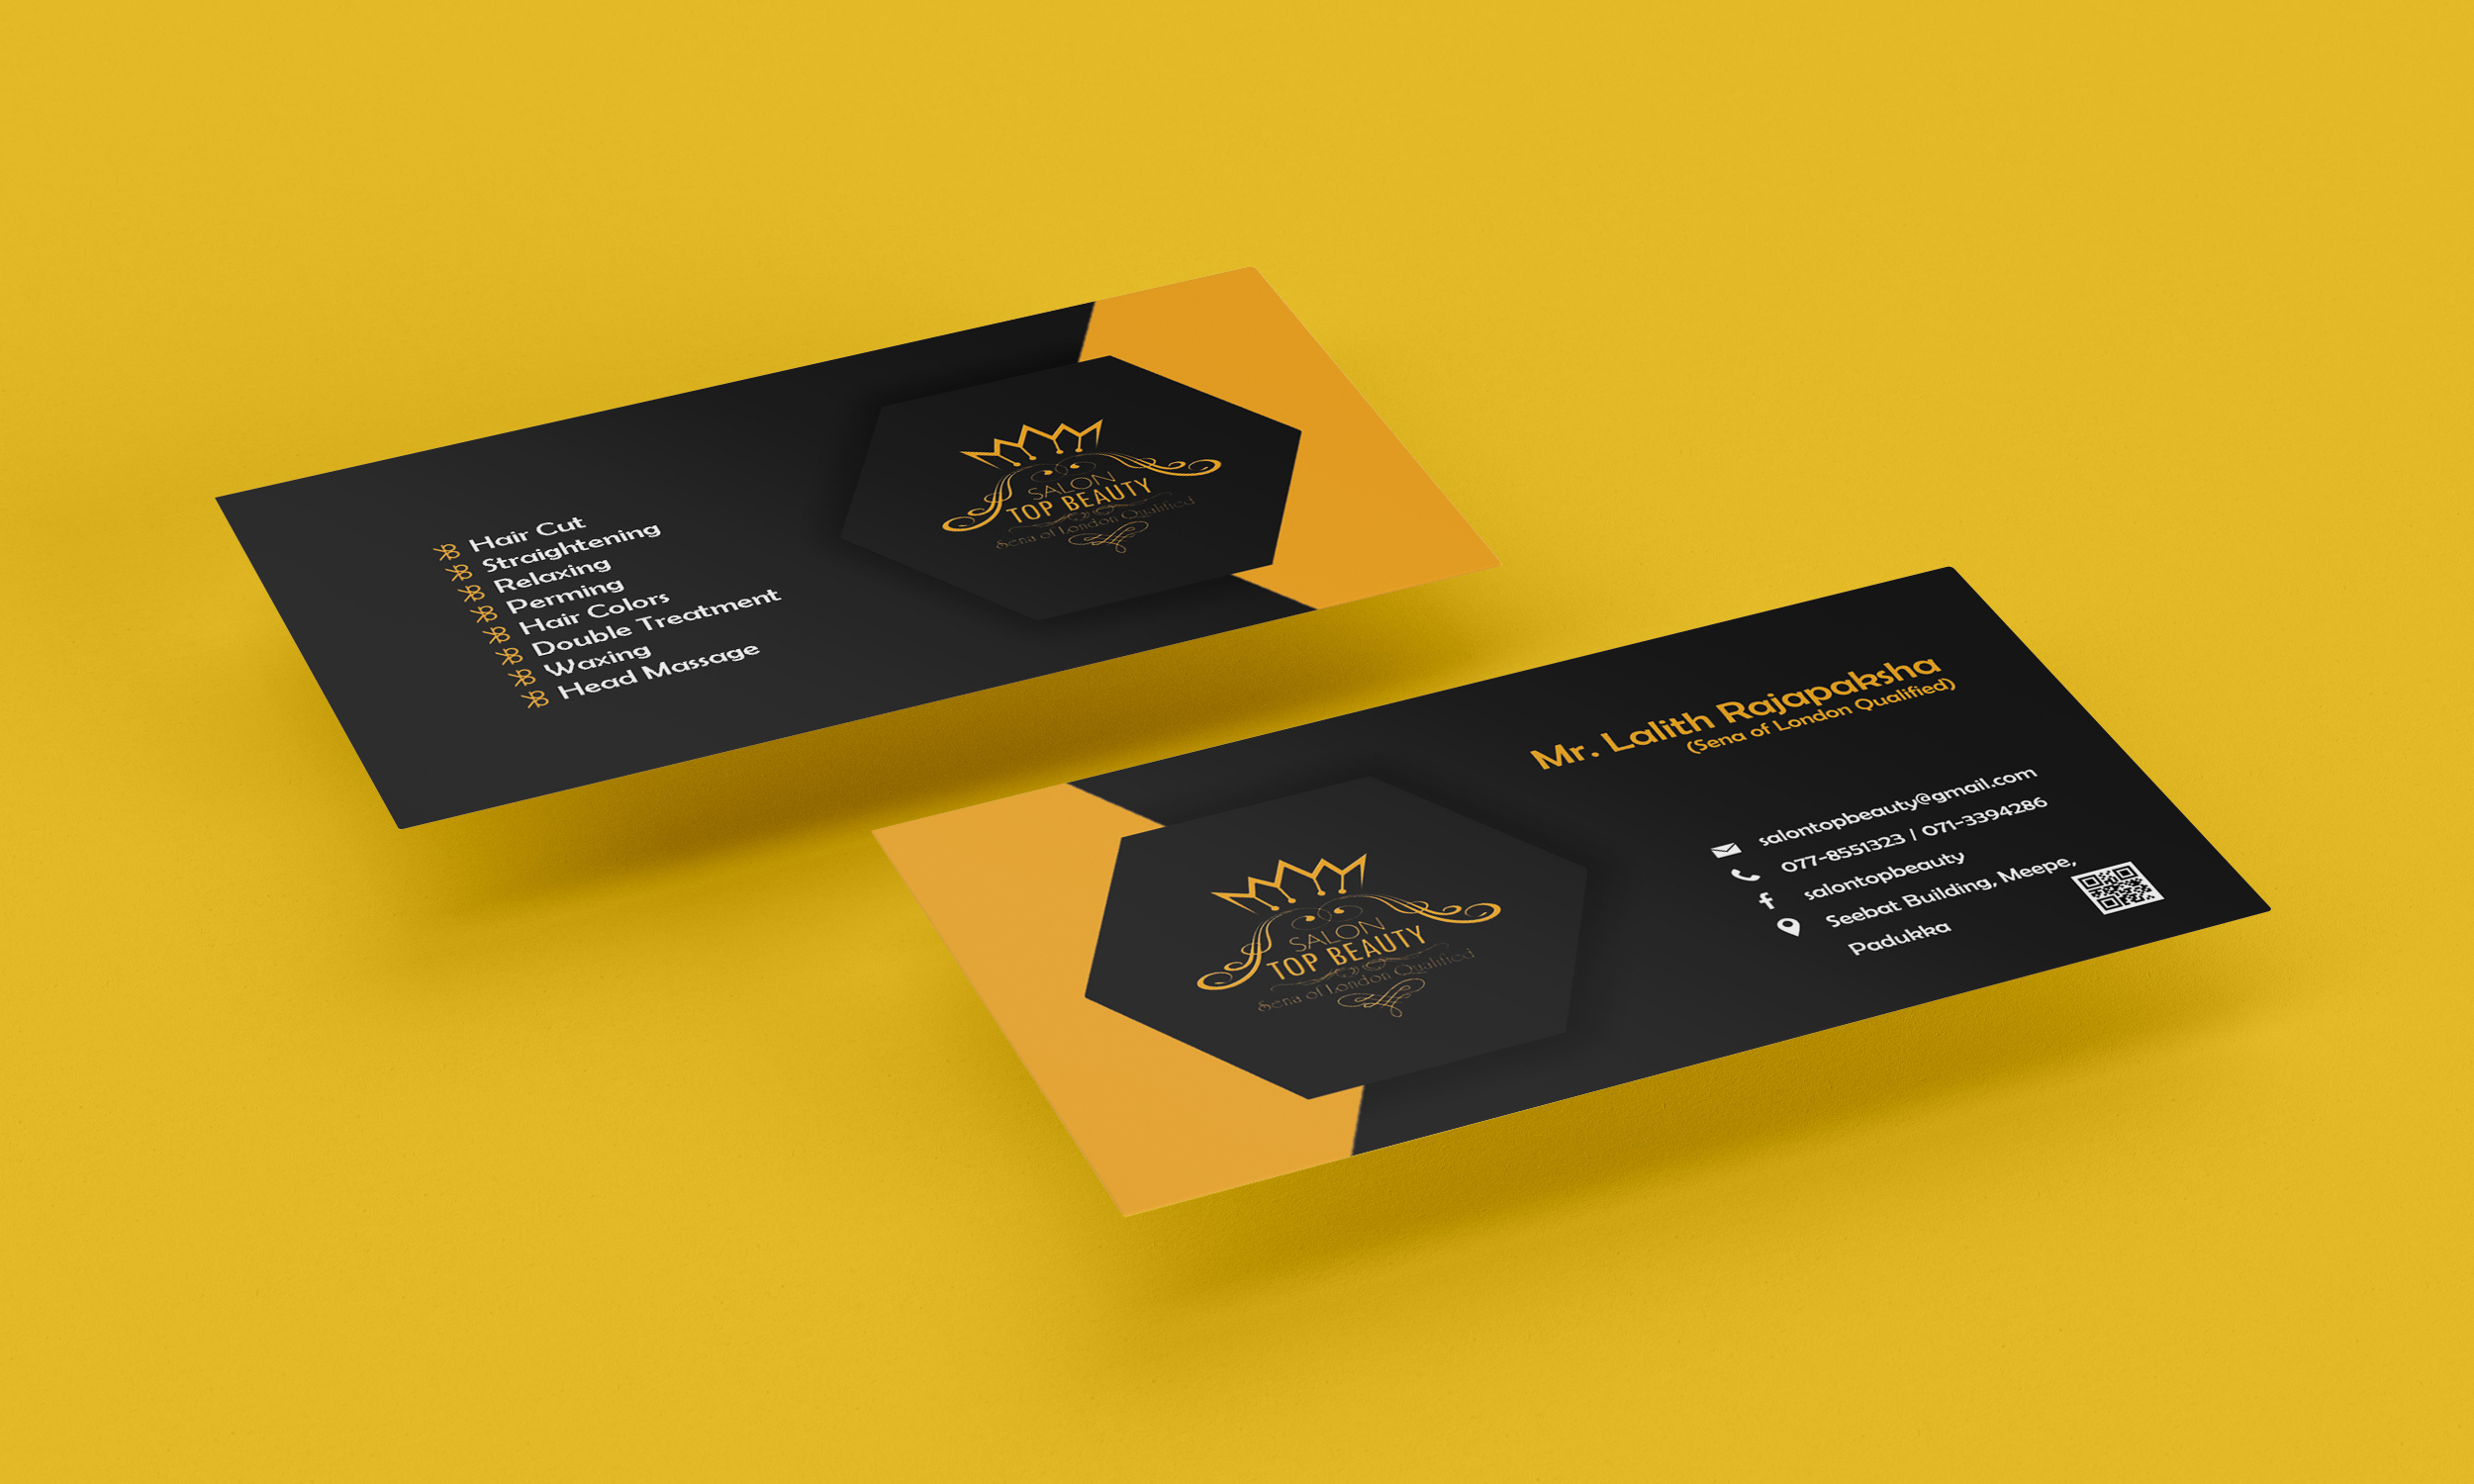 Hair Cut
Straightening
Relaxing
Perming
Hair Colors
Double Treatment
Waxing
Head Massage
SALON
TOP BEAUTY
Sena of London Qualified
Mr. Lalith Rajapaksha
(Sena of London Qualified)
salontopbeauty@gmail.com
077-8551323 / 071-3394286
salontopbeauty
Seebat Building, Meepe,
Padukka
SALON
TOP BEAUTY
Sena of London Qualified